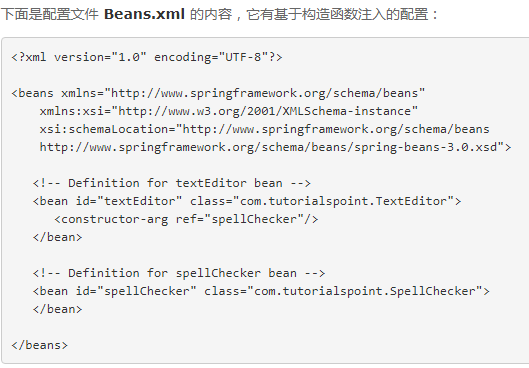 下面是配置文件 Beans.xml 的内容，它有基于构造函数注入的配置：
<?xml version="1.0" encoding="UTF-8"?>
<beans xmlns="http://www.springframework.org/schema/beans"
xmlns:xsi="http://www.w3.org/2001/XMLSchema-instance"
xsi:schemaLocation="http://www.springframework.org/schema/beans
http://www.springframework.org/schema/beans/spring-beans-3.0.xsd">
<!-- Definition for textEditor bean -->
<bean id="textEditor" class="com.tutorialspoint.TextEditor">
<constructor-arg ref="spellChecker"/>
</bean>
<!-- Definition for spellChecker bean -->
<bean id="spellChecker" class="com.tutorialspoint.SpellChecker">
</bean>
</beans>